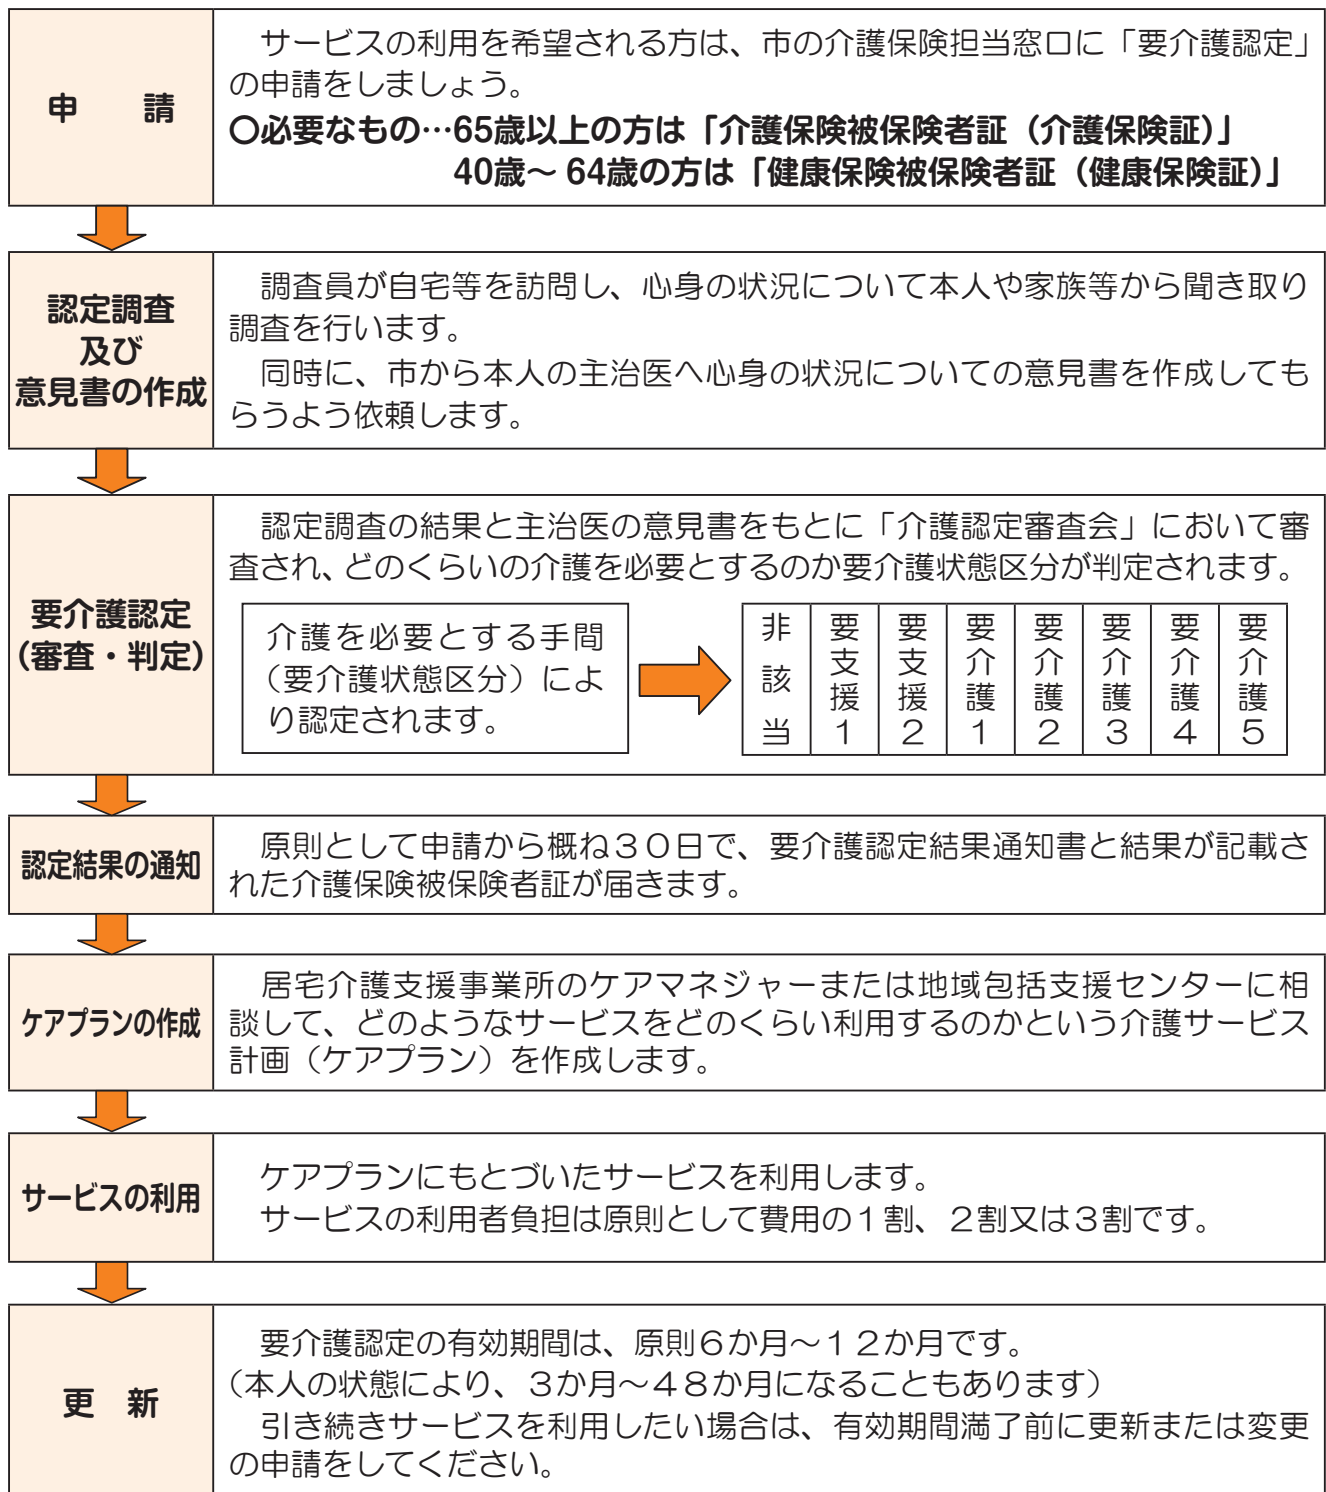 申　請
サービスの利用を希望される方は、市の介護保険担当窓口に「要介護認定」
の申請をしましょう。
〇必要なもの…65歳以上の方は「介護保険被保険者証（介護保険証）」
40歳～64歳の方は「健康保険被保険者証（健康保険証）」
認定調査
及び
意見書の作成
調査員が自宅等を訪問し、心身の状況について本人や家族等から聞き取り
調査を行います。
同時に、市から本人の主治医へ心身の状況についての意見書を作成しても
らうよう依頼します。
要介護認定
（審査・判定）
認定調査の結果と主治医の意見書をもとに「介護認定審査会」において審
査され、どのくらいの介護を必要とするのか要介護状態区分が判定されます。
介護を必要とする手間
（要介護状態区分）によ
り認定されます。
非該当
要支援１
要支援２
要介護１
要介護２
要介護３
要介護４
要介護５
認定結果の通知
原則として申請から概ね３０日で、要介護認定結果通知書と結果が記載さ
れた介護保険被保険者証が届きます。
ケアプランの作成
居宅介護支援事業所のケアマネジャーまたは地域包括支援センターに相
談して、どのようなサービスをどのくらい利用するのかという介護サービス
計画（ケアプラン）を作成します。
サービスの利用
ケアプランにもとづいたサービスを利用します。
サービスの利用者負担は原則として費用の１割、２割又は３割です。
更　新
要介護認定の有効期間は、原則６か月～１２か月です。
（本人の状態により、３か月～４８か月になることもあります）
引き続きサービスを利用したい場合は、有効期間満了前に更新または変更
の申請をしてください。